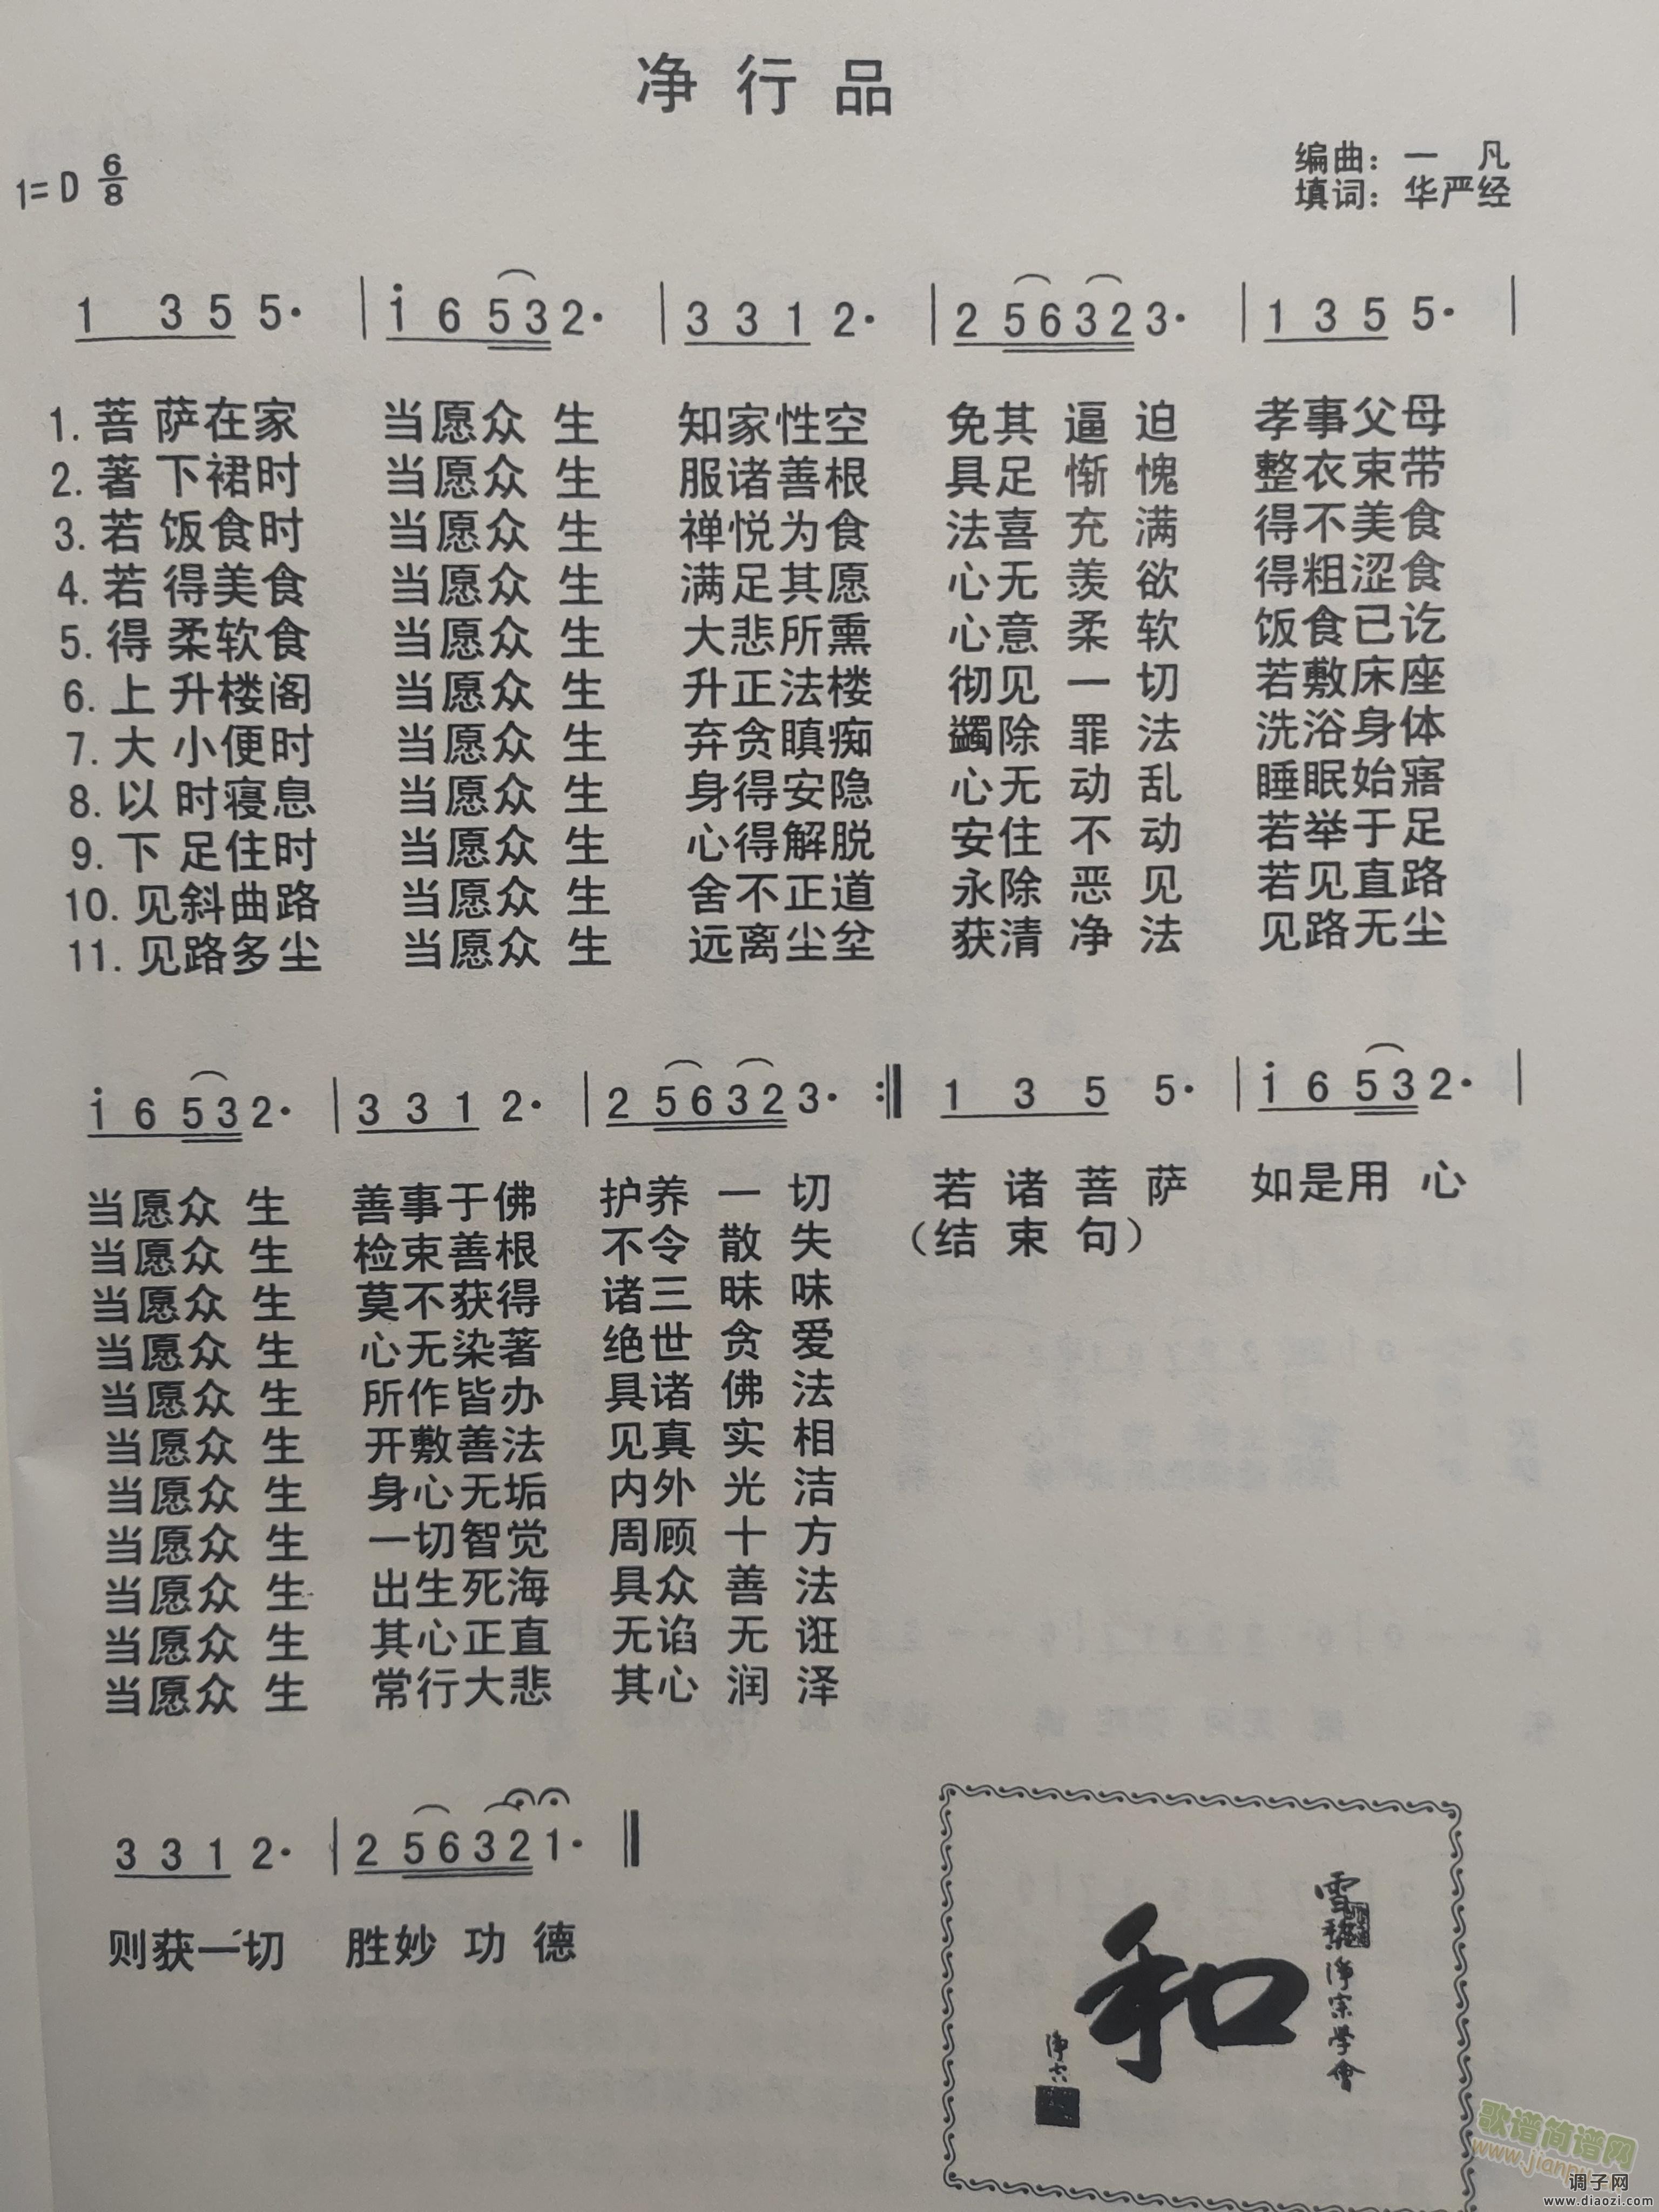 净行品
1=D 6/8
编曲：一 凡
填词：华严经
1 3 5 5· | i 6 5 3 2· | 3 3 1 2· | 2 5 6 3 2 3· | 1 3 5 5· |
1.菩萨在家 当愿众生 知家性空 免其逼迫 孝事父母
2.著下裙时 当愿众生 服诸善根 具足惭愧 整衣束带
3.若饭食时 当愿众生 禅悦为食 法喜充满 得不美食
4.若得美食 当愿众生 满足其愿 心无羡欲 得粗涩食
5.得柔软食 当愿众生 大悲所熏 心意柔软 饭食已讫
6.上升楼阁 当愿众生 升正法楼 彻见一切 若敷床座
7.大小便时 当愿众生 弃贪瞋痴 蠲除罪法 洗浴身体
8.以时寝息 当愿众生 身得安隐 心无动乱 睡眠始寤
9.下足住时 当愿众生 心得解脱 安住不动 若举于足
10.见斜曲路 当愿众生 舍不正道 永除恶见 若见直路
11.见路多尘 当愿众生 远离尘坌 获清净法 见路无尘
i 6 5 3 2· | 3 3 1 2· | 2 5 6 3 2 3· :‖ 1 3 5 5· | i 6 5 3 2· |
当愿众生 善事于佛 护养一切 若诸菩萨 如是用心
当愿众生 检束善根 不令散失 （结束句）
当愿众生 莫不获得 诸三昧味
当愿众生 心无染著 绝世贪爱
当愿众生 所作皆办 具诸佛法
当愿众生 开敷善法 见真实相
当愿众生 身心无垢 内外光洁
当愿众生 一切智觉 周顾十方
当愿众生 出生死海 具众善法
当愿众生 其心正直 无谄无诳
当愿众生 常行大悲 其心润泽
3 3 1 2· | 2 5 6 3 2 1· ‖
则获一切 胜妙功德
雪黎净宗學會
和
歌谱简谱网
调子网
www.diaozi.com